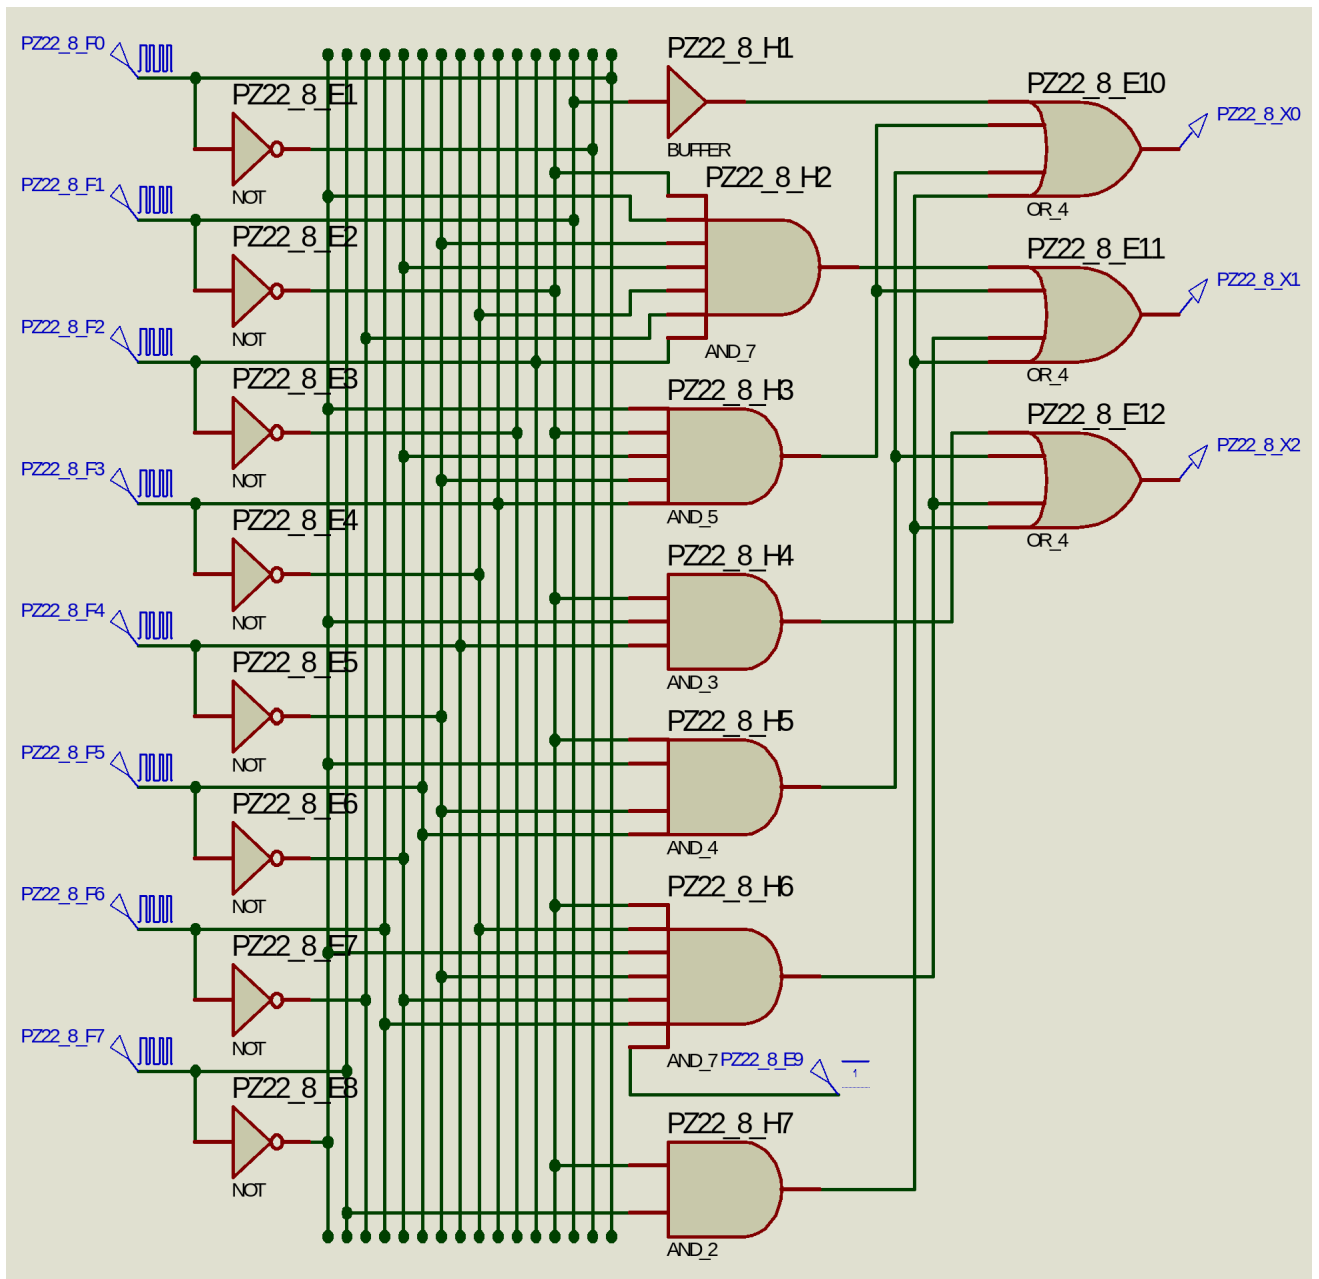 PZ22_8_F0
PZ22_8_E1
NOT
PZ22_8_F1
PZ22_8_E2
NOT
PZ22_8_F2
PZ22_8_E3
NOT
PZ22_8_F3
PZ22_8_E4
NOT
PZ22_8_F4
PZ22_8_E5
NOT
PZ22_8_F5
PZ22_8_E6
NOT
PZ22_8_F6
PZ22_8_E7
NOT
PZ22_8_F7
PZ22_8_E8
NOT
PZ22_8_H1
BUFFER
PZ22_8_H2
AND_7
PZ22_8_H3
AND_5
PZ22_8_H4
AND_3
PZ22_8_H5
AND_4
PZ22_8_H6
AND_7
PZ22_8_E9
1
PZ22_8_H7
AND_2
PZ22_8_E10
OR_4
PZ22_8_X0
PZ22_8_E11
OR_4
PZ22_8_X1
PZ22_8_E12
OR_4
PZ22_8_X2